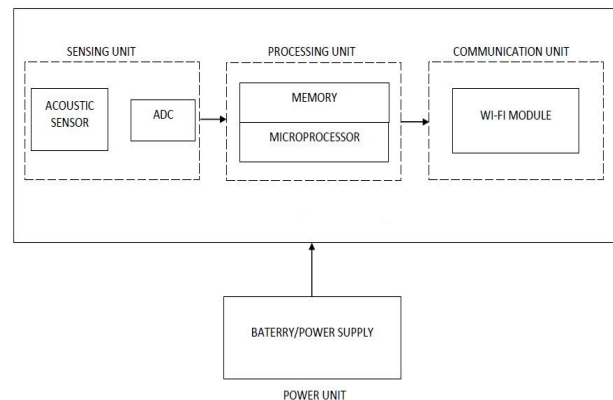 SENSING UNIT
PROCESSING UNIT
COMMUNICATION UNIT
ACOUSTIC
SENSOR
ADC
MEMORY
MICROPROCESSOR
WI-FI MODULE
BATERRY/POWER SUPPLY
POWER UNIT